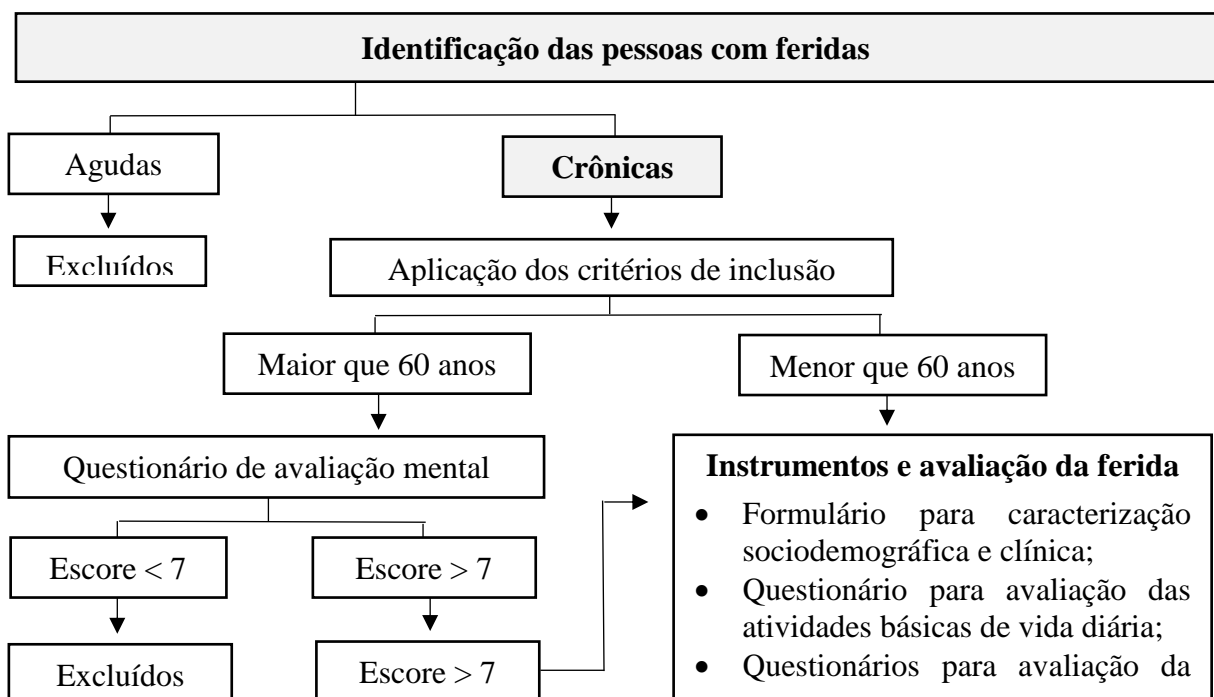 Identificação das pessoas com feridas
Agudas
Crônicas
Excluídos
Aplicação dos critérios de inclusão
Maior que 60 anos
Menor que 60 anos
Questionário de avaliação mental
Instrumentos e avaliação da ferida
• Formulário para caracterização
sociodemográfica e clínica;
• Questionário para avaliação das
atividades básicas de vida diária;
• Questionários para avaliação da
Escore < 7
Escore > 7
Excluídos
Escore > 7